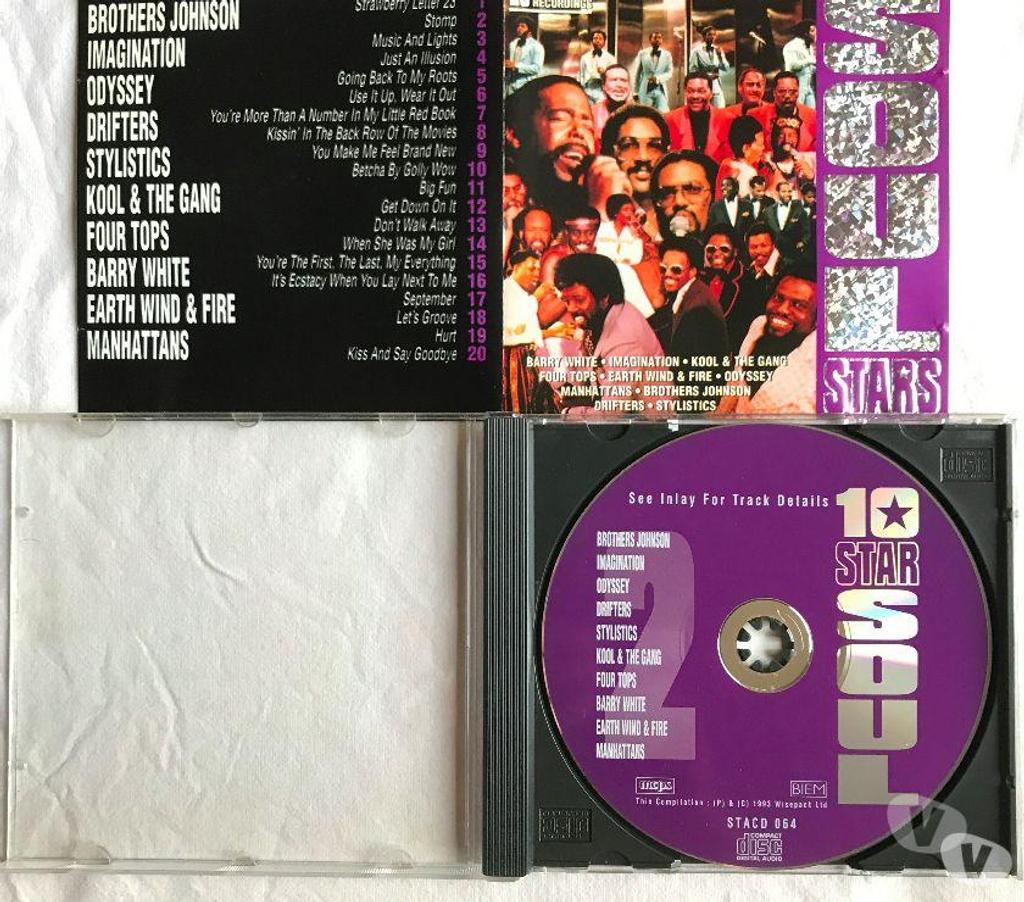 BROTHERS JOHNSON
IMAGINATION
ODYSSEY
DRIFTERS
STYLISTICS
KOOL & THE GANG
FOUR TOPS
BARRY WHITE
EARTH WIND & FIRE
MANHATTANS
Strawberry Letter 23 1
Stomp 2
Music And Lights 3
Just An Illusion 4
Going Back To My Roots 5
Use It Up, Wear It Out 6
You're More Than A Number In My Little Red Book 7
Kissin' In The Back Row Of The Movies 8
You Make Me Feel Brand New 9
Betcha By Golly Wow 10
Big Fun 11
Get Down On It 12
Don't Walk Away 13
When She Was My Girl 14
You're The First, The Last, My Everything 15
It's Ecstacy When You Lay Next To Me 16
September 17
Let's Groove 18
Hurt 19
Kiss And Say Goodbye 20
RECORDINGS
BARRY WHITE • IMAGINATION • KOOL & THE GANG
FOUR TOPS • EARTH WIND & FIRE • ODYSSEY
MANHATTANS • BROTHERS JOHNSON
DRIFTERS • STYLISTICS
SOUL
STARS
See Inlay For Track Details
10
STAR
SOUL
2
BROTHERS JOHNSON
IMAGINATION
ODYSSEY
DRIFTERS
STYLISTICS
KOOL & THE GANG
FOUR TOPS
BARRY WHITE
EARTH WIND & FIRE
MANHATTANS
mcps
BIEM
This Compilation : (P) & (C) 1993 Wisepack Ltd
STACD 064
COMPACT
disc
DIGITAL AUDIO
VV